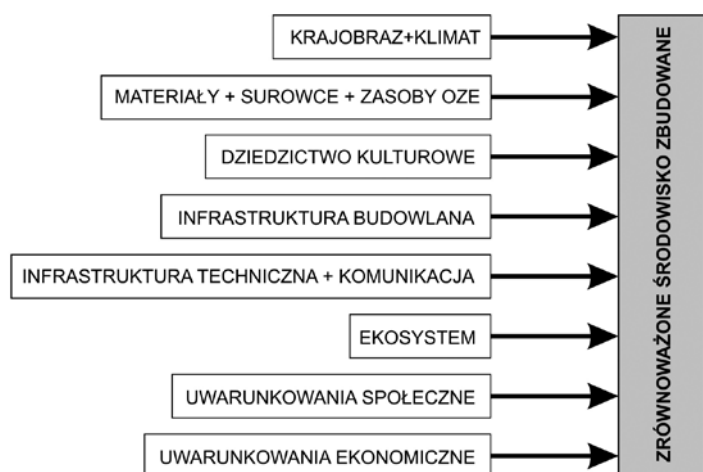 KRAJOBRAZ+KLIMAT
MATERIAŁY + SUROWCE + ZASOBY OZE
DZIEDZICTWO KULTUROWE
INFRASTRUKTURA BUDOWLANA
INFRASTRUKTURA TECHNICZNA + KOMUNIKACJA
EKOSYSTEM
UWARUNKOWANIA SPOŁECZNE
UWARUNKOWANIA EKONOMICZNE
ZRÓWNOWAŻONE ŚRODOWISKO ZBUDOWANE